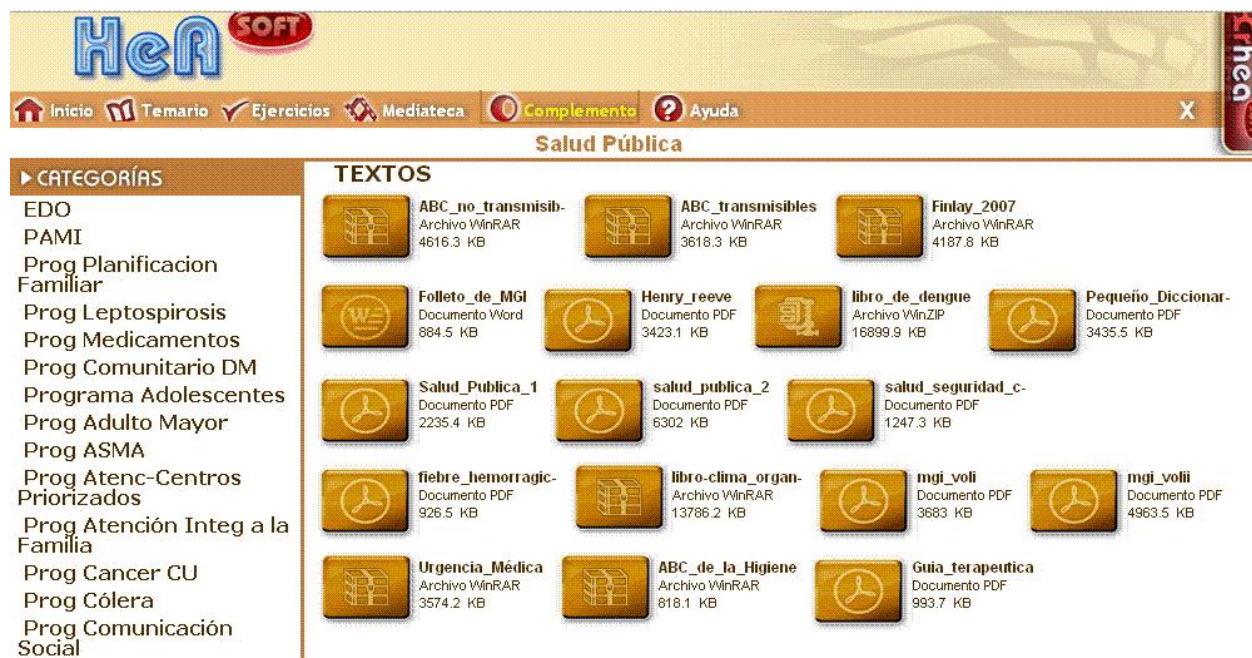 HeA SOFT
Crhea
Inicio Temario Ejercicios Mediateca Complemento Ayuda X
Salud Pública
CATEGORÍAS
EDO
PAMI
Prog Planificacion
Familiar
Prog Leptospirosis
Prog Medicamentos
Prog Comunitario DM
Programa Adolescentes
Prog Adulto Mayor
Prog ASMA
Prog Atenc-Centros
Priorizados
Prog Atención Integ a la
Familia
Prog Cancer CU
Prog Cólera
Prog Comunicación
Social
TEXTOS
ABC_no_transmisib-
Archivo WinRAR
4616.3 KB
ABC_transmisibles
Archivo WinRAR
3618.3 KB
Finlay_2007
Archivo WinRAR
4187.8 KB
Folleto_de_MGI
Documento Word
884.5 KB
Henry_reeve
Documento PDF
3423.1 KB
libro_de_dengue
Archivo WinZIP
16899.9 KB
Pequeño_Diccionar-
Documento PDF
3435.5 KB
Salud_Publica_1
Documento PDF
2235.4 KB
salud_publica_2
Documento PDF
6302 KB
salud_seguridad_c-
Documento PDF
1247.3 KB
fiebre_hemorragic-
Documento PDF
926.5 KB
libro-clima_organ-
Archivo WinRAR
13786.2 KB
mgi_voli
Documento PDF
3683 KB
mgi_volii
Documento PDF
4963.5 KB
Urgencia_Médica
Archivo WinRAR
3574.2 KB
ABC_de_la_Higiene
Archivo WinRAR
818.1 KB
Guia_terapeutica
Documento PDF
993.7 KB